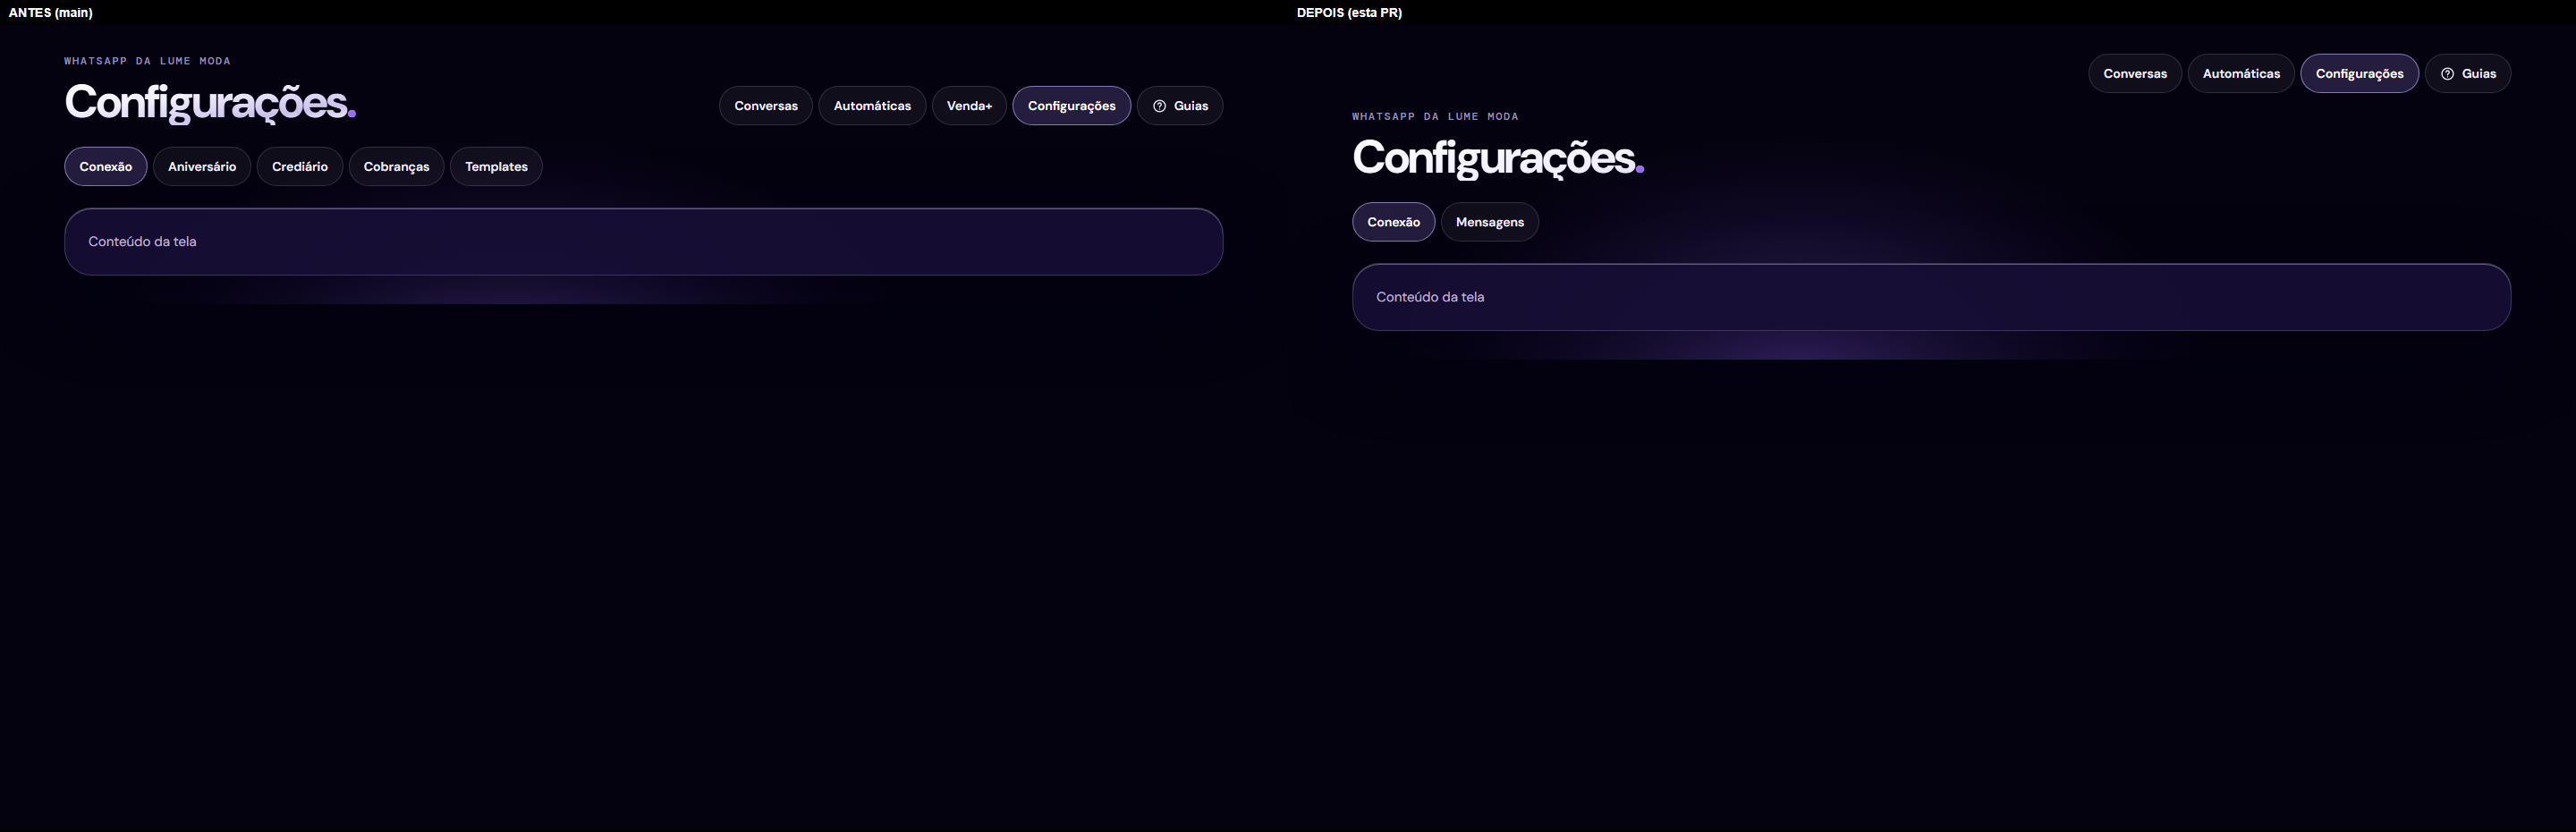 ANTES (main)
WHATSAPP DA LUME MODA
Configurações.
Conversas Automáticas Venda+ Configurações Guias
Conexão Aniversário Crediário Cobranças Templates
Conteúdo da tela
DEPOIS (esta PR)
Conversas Automáticas Configurações Guias
WHATSAPP DA LUME MODA
Configurações.
Conexão Mensagens
Conteúdo da tela